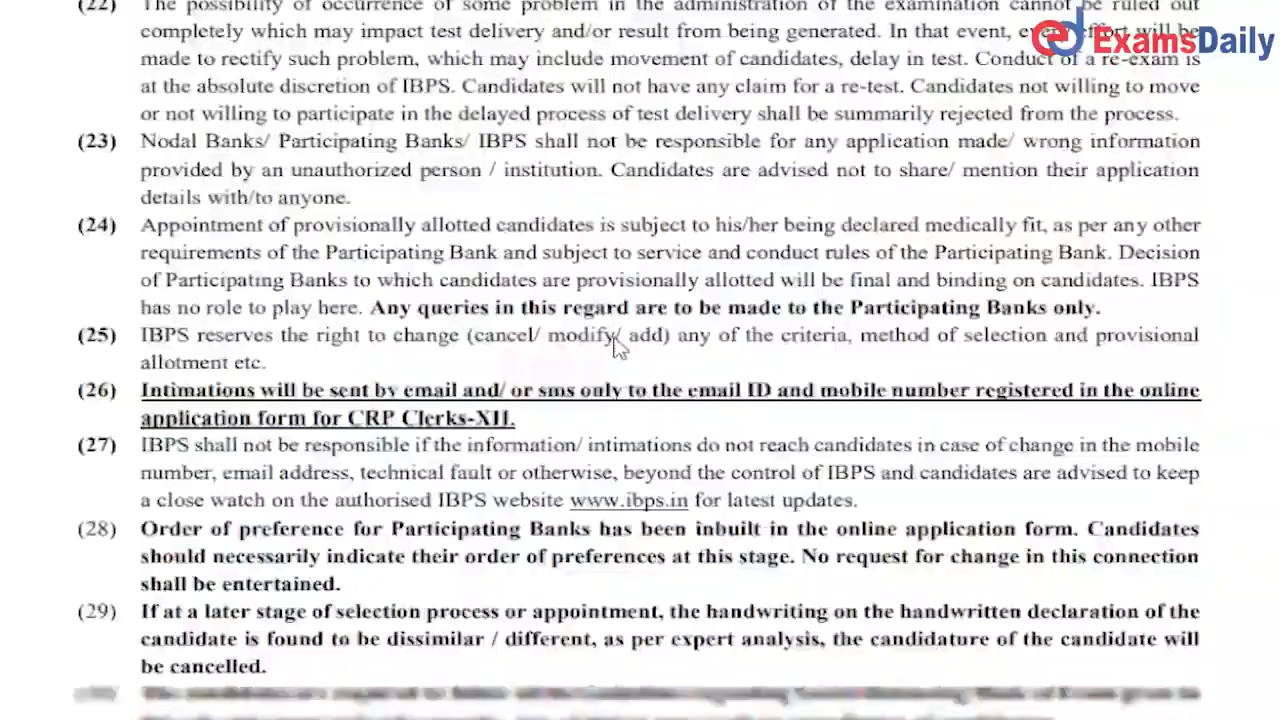 (22) The possibility of occurrence of some problem in the administration of the examination cannot be ruled out
completely which may impact test delivery and/or result from being generated. In that event, every effort will be
made to rectify such problem, which may include movement of candidates, delay in test. Conduct of a re-exam is
at the absolute discretion of IBPS. Candidates will not have any claim for a re-test. Candidates not willing to move
or not willing to participate in the delayed process of test delivery shall be summarily rejected from the process.
ExamsDaily
(23) Nodal Banks/ Participating Banks/ IBPS shall not be responsible for any application made/ wrong information
provided by an unauthorized person / institution. Candidates are advised not to share/ mention their application
details with/to anyone.
(24) Appointment of provisionally allotted candidates is subject to his/her being declared medically fit, as per any other
requirements of the Participating Bank and subject to service and conduct rules of the Participating Bank. Decision
of Participating Banks to which candidates are provisionally allotted will be final and binding on candidates. IBPS
has no role to play here. Any queries in this regard are to be made to the Participating Banks only.
(25) IBPS reserves the right to change (cancel/ modify/ add) any of the criteria, method of selection and provisional
allotment etc.
(26) Intimations will be sent by email and/ or sms only to the email ID and mobile number registered in the online
application form for CRP Clerks-XII.
(27) IBPS shall not be responsible if the information/ intimations do not reach candidates in case of change in the mobile
number, email address, technical fault or otherwise, beyond the control of IBPS and candidates are advised to keep
a close watch on the authorised IBPS website www.ibps.in for latest updates.
(28) Order of preference for Participating Banks has been inbuilt in the online application form. Candidates
should necessarily indicate their order of preferences at this stage. No request for change in this connection
shall be entertained.
(29) If at a later stage of selection process or appointment, the handwriting on the handwritten declaration of the
candidate is found to be dissimilar / different, as per expert analysis, the candidature of the candidate will
be cancelled.